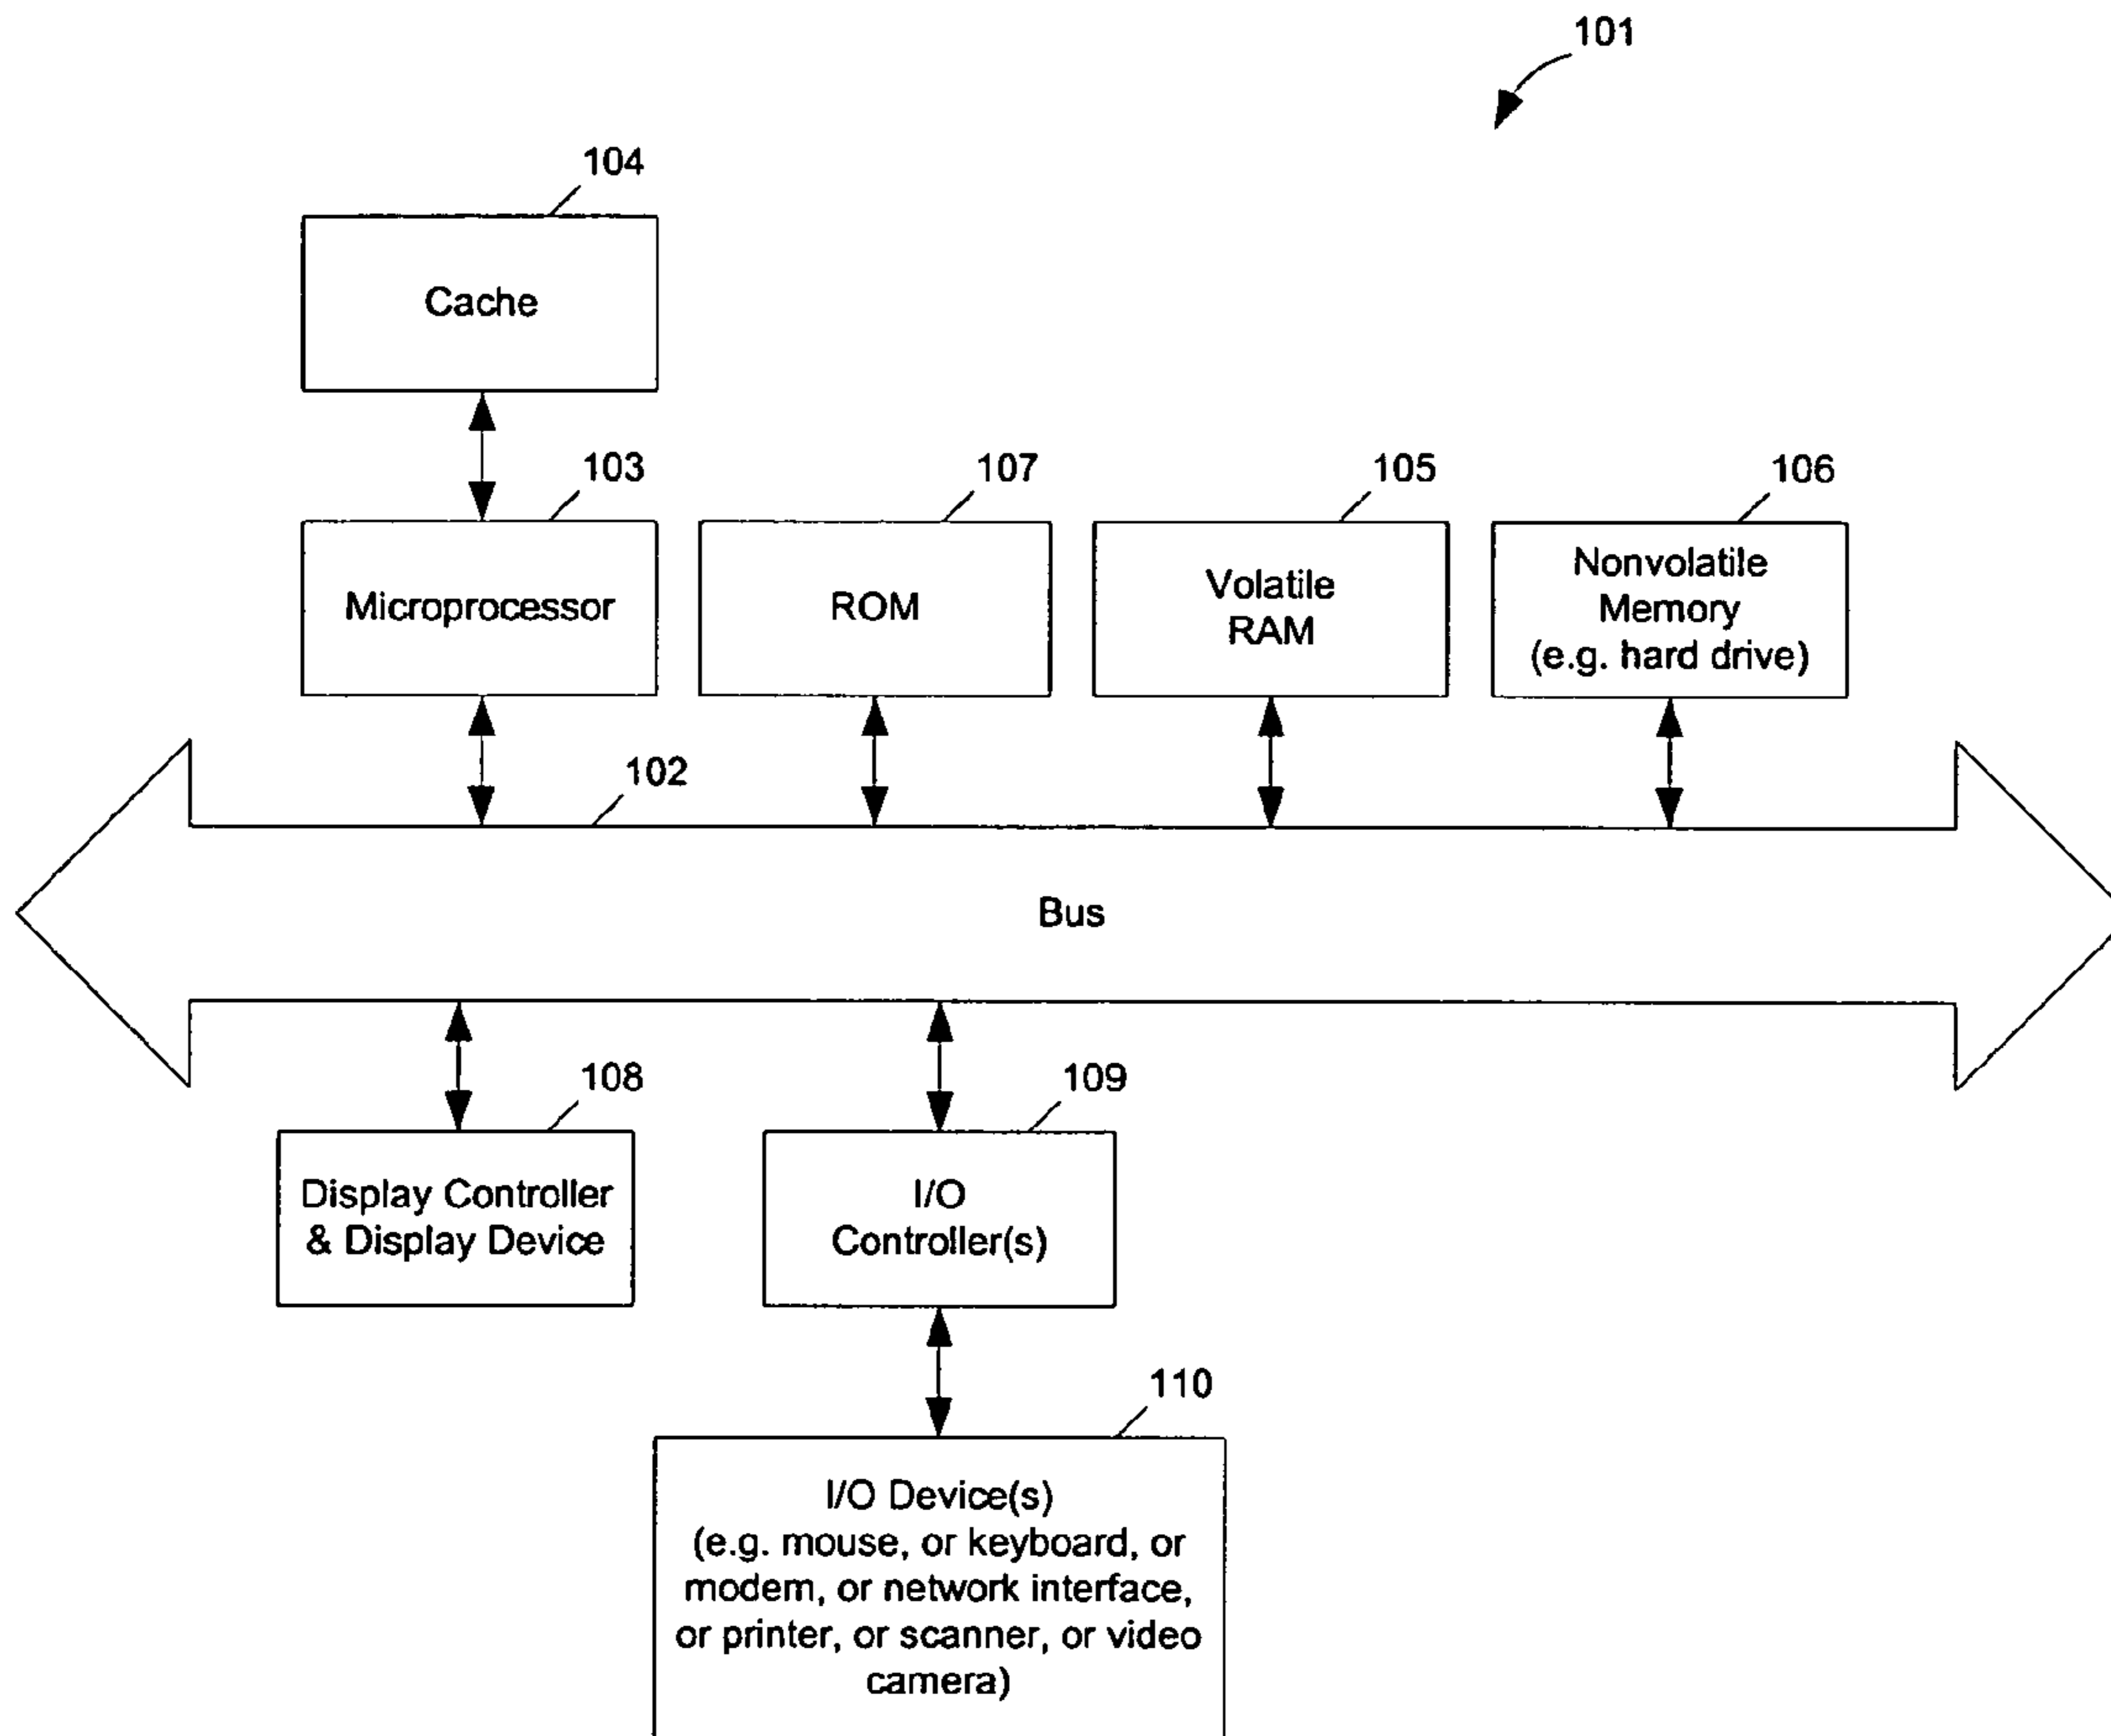 101
104
Cache
103
107
105
106
Microprocessor
ROM
Volatile
RAM
Nonvolatile
Memory
(e.g. hard drive)
102
Bus
108
109
Display Controller
& Display Device
I/O
Controller(s)
110
I/O Device(s)
(e.g. mouse, or keyboard, or
modem, or network interface,
or printer, or scanner, or video
camera)